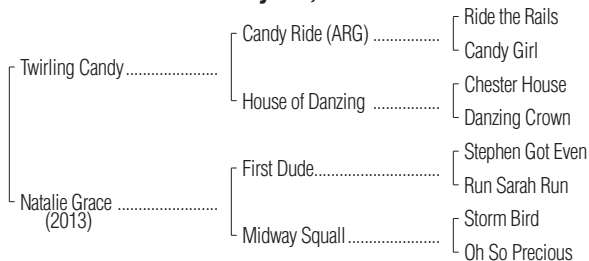 Ride the Rails
Candy Ride (ARG) ................
Candy Girl
Twirling Candy......................
Chester House
House of Danzing ................
Danzing Crown
Stephen Got Even
First Dude..............................
Run Sarah Run
Natalie Grace ........................
(2013)
Storm Bird
Midway Squall......................
Oh So Precious